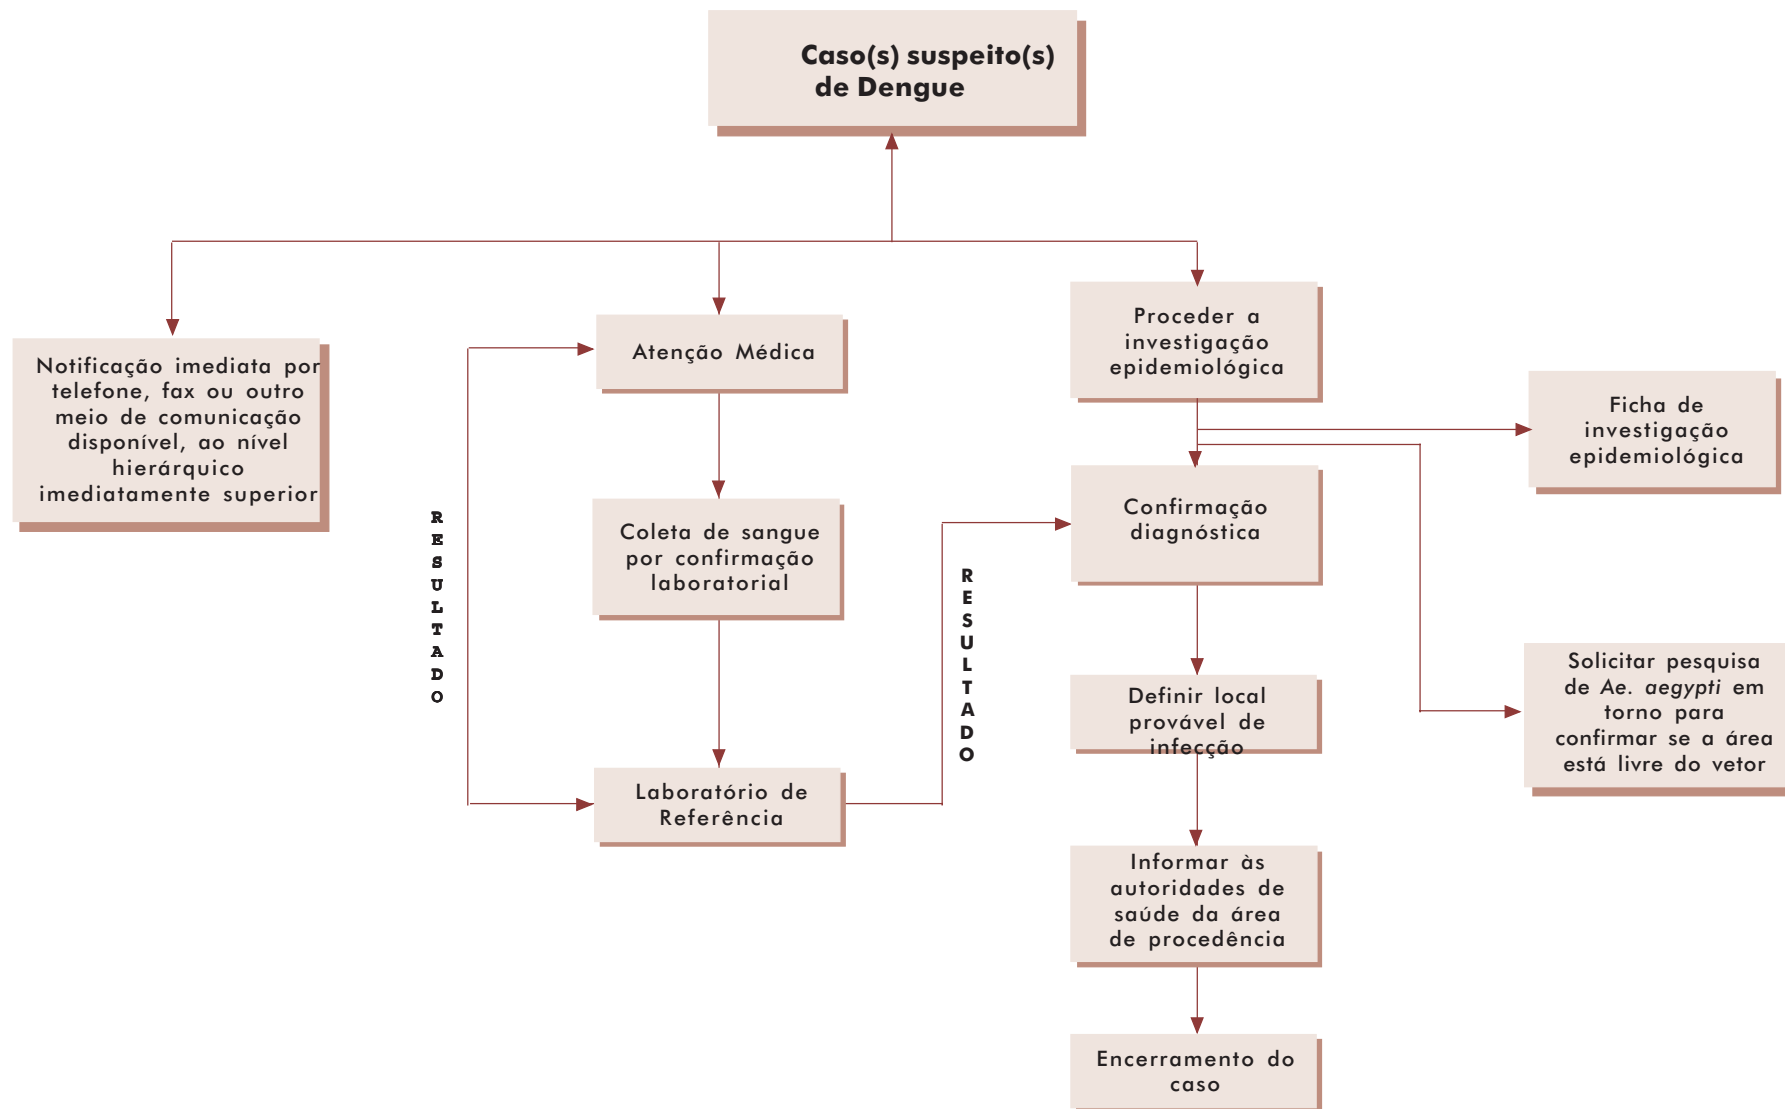 Caso(s) suspeito(s)
de Dengue
Notificação imediata por
telefone, fax ou outro
meio de comunicação
disponível, ao nível
hierárquico
imediatamente superior
RESULTADO
Atenção Médica
Coleta de sangue
por confirmação
laboratorial
Laboratório de
Referência
RESULTADO
Proceder a
investigação
epidemiológica
Confirmação
diagnóstica
Definir local
provável de
infecção
Informar às
autoridades de
saúde da área
de procedência
Encerramento do
caso
Ficha de
investigação
epidemiológica
Solicitar pesquisa
de Ae. aegypti em
torno para
confirmar se a área
está livre do vetor